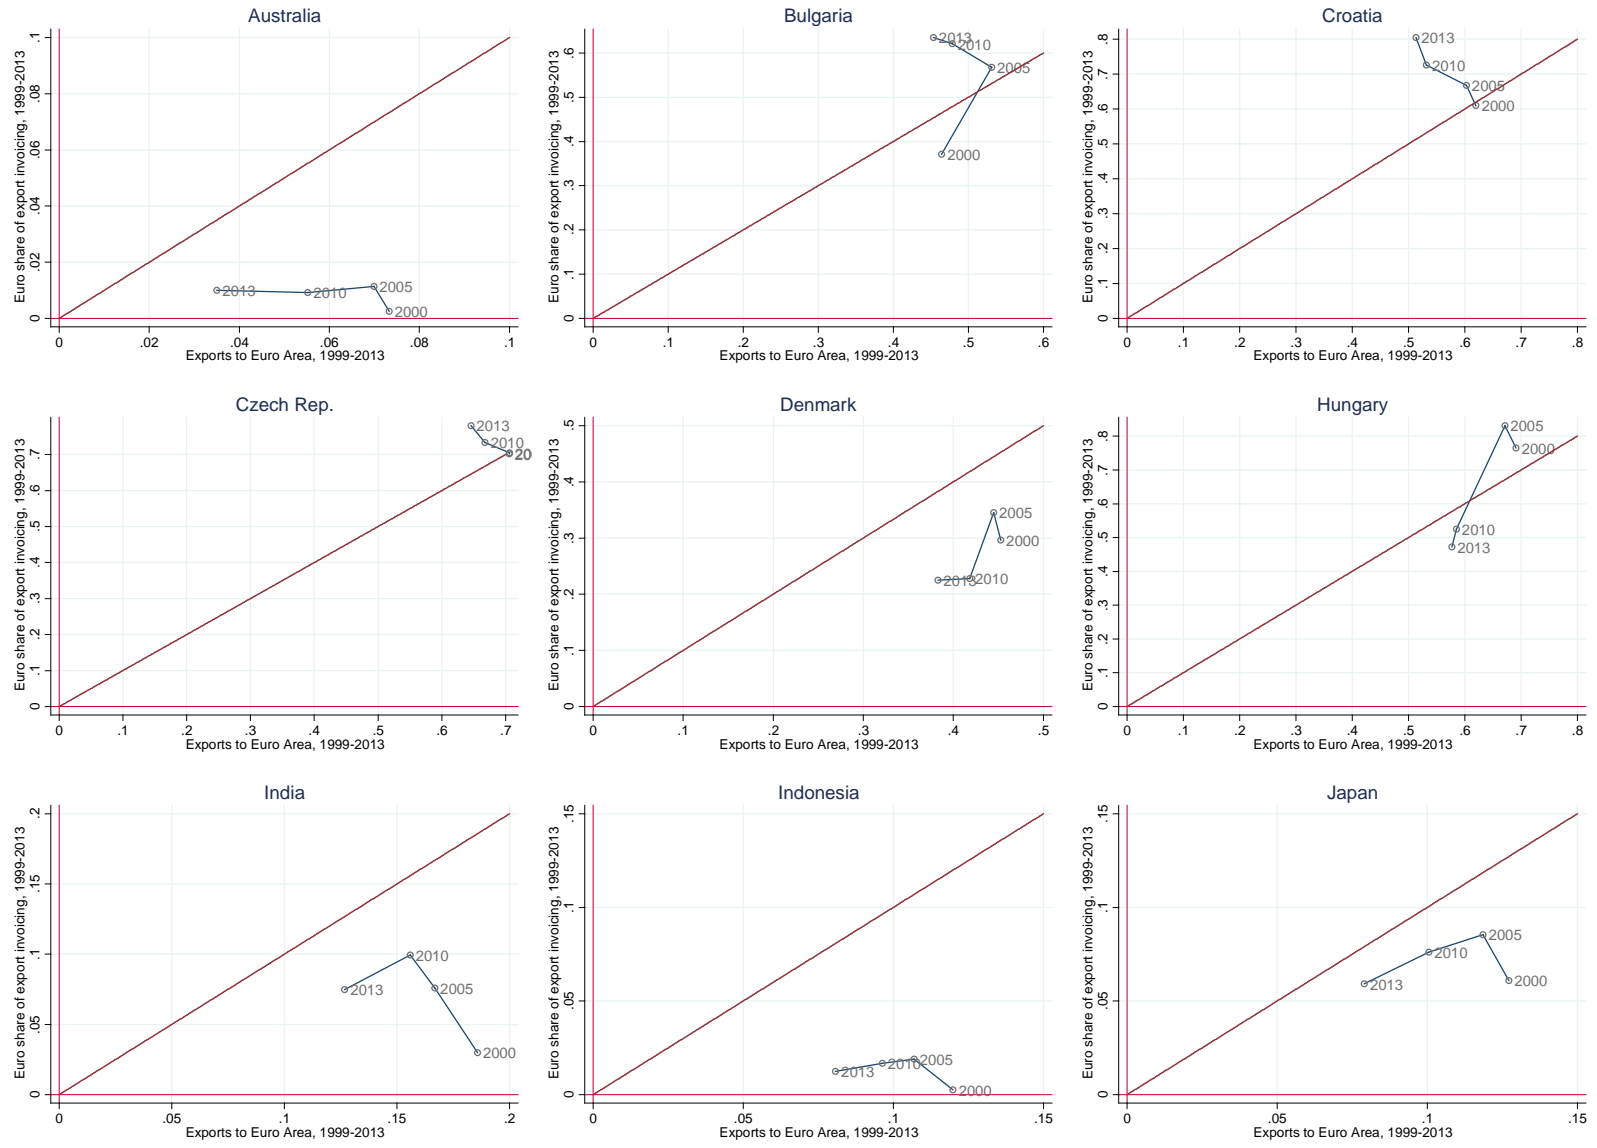 Australia
Euro share of export invoicing, 1999-2013
.1
.08
.06
.04
.02
0
2013
2010
2005
2000
0 .02 .04 .06 .08 .1
Exports to Euro Area, 1999-2013
Bulgaria
Euro share of export invoicing, 1999-2013
.6
.5
.4
.3
.2
.1
0
2013
2010
2005
2000
0 .1 .2 .3 .4 .5 .6
Exports to Euro Area, 1999-2013
Croatia
Euro share of export invoicing, 1999-2013
.8
.7
.6
.5
.4
.3
.2
.1
0
2013
2010
2005
2000
0 .1 .2 .3 .4 .5 .6 .7 .8
Exports to Euro Area, 1999-2013
Czech Rep.
Euro share of export invoicing, 1999-2013
.7
.6
.5
.4
.3
.2
.1
0
2013
2010
20
0 .1 .2 .3 .4 .5 .6 .7
Exports to Euro Area, 1999-2013
Denmark
Euro share of export invoicing, 1999-2013
.5
.4
.3
.2
.1
0
2005
2000
2013
2010
0 .1 .2 .3 .4 .5
Exports to Euro Area, 1999-2013
Hungary
Euro share of export invoicing, 1999-2013
.8
.7
.6
.5
.4
.3
.2
.1
0
2005
2000
2010
2013
0 .1 .2 .3 .4 .5 .6 .7 .8
Exports to Euro Area, 1999-2013
India
Euro share of export invoicing, 1999-2013
.2
.15
.1
.05
0
2010
2013
2005
2000
0 .05 .1 .15 .2
Exports to Euro Area, 1999-2013
Indonesia
Euro share of export invoicing, 1999-2013
.15
.1
.05
0
2013
2010
2005
2000
0 .05 .1 .15
Exports to Euro Area, 1999-2013
Japan
Euro share of export invoicing, 1999-2013
.15
.1
.05
0
2005
2010
2013
2000
0 .05 .1 .15
Exports to Euro Area, 1999-2013